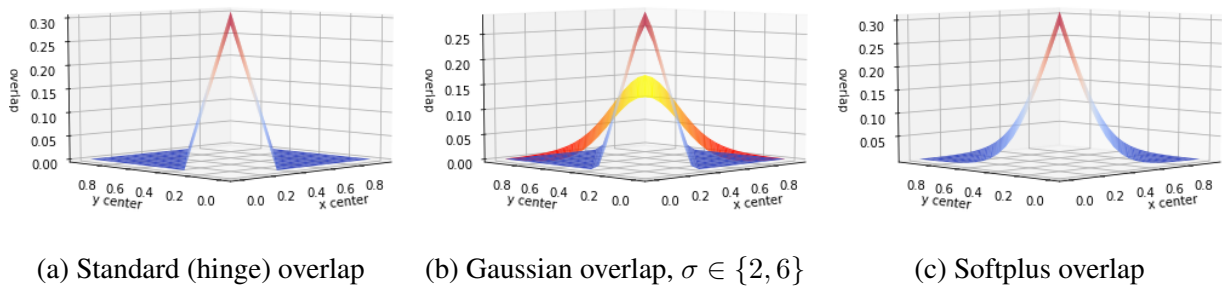 0.30
0.25
0.20
0.15
0.10
0.05
0.00
overlap
0.8 0.6 0.4 0.2 0.0
y center
0.0 0.2 0.4 0.6 0.8
x center
(a) Standard (hinge) overlap
0.25
0.20
0.15
0.10
0.05
0.00
overlap
0.8 0.6 0.4 0.2 0.0
y center
0.0 0.2 0.4 0.6 0.8
x center
(b) Gaussian overlap, σ ∈ {2, 6}
0.30
0.25
0.20
0.15
0.10
0.05
overlap
0.8 0.6 0.4 0.2 0.0
y center
0.0 0.2 0.4 0.6 0.8
x center
(c) Softplus overlap